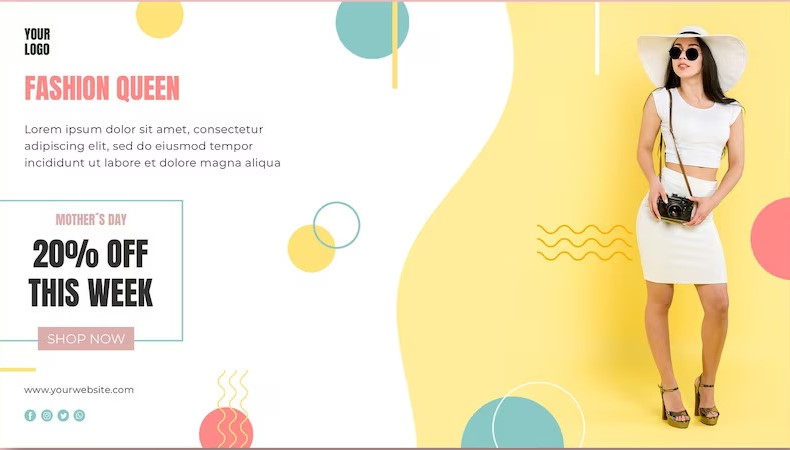 YOUR
LOGO
FASHION QUEEN
Lorem ipsum dolor sit amet, consectetur
adipiscing elit, sed do eiusmod tempor
incididunt ut labore et dolore magna aliqua
MOTHER´S DAY
20% OFF
THIS WEEK
SHOP NOW
www.yourwebsite.com